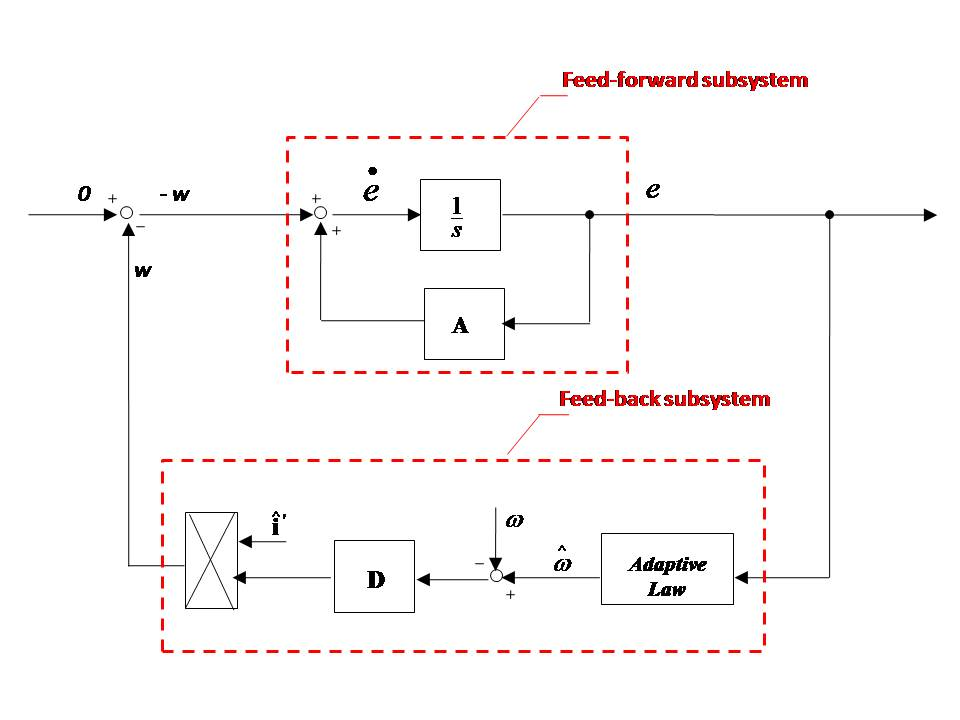 Feed-forward subsystem
0
+
- w
+
ė
1
s
e
−
+
w
A
Feed-back subsystem
î'
ω
D
−
+
ω̂
Adaptive
Law